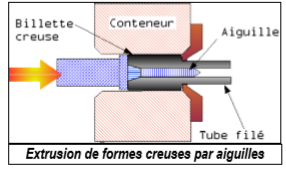 Billette
creuse
Conteneur
Aiguille
Tube filé
Extrusion de formes creuses par aiguilles